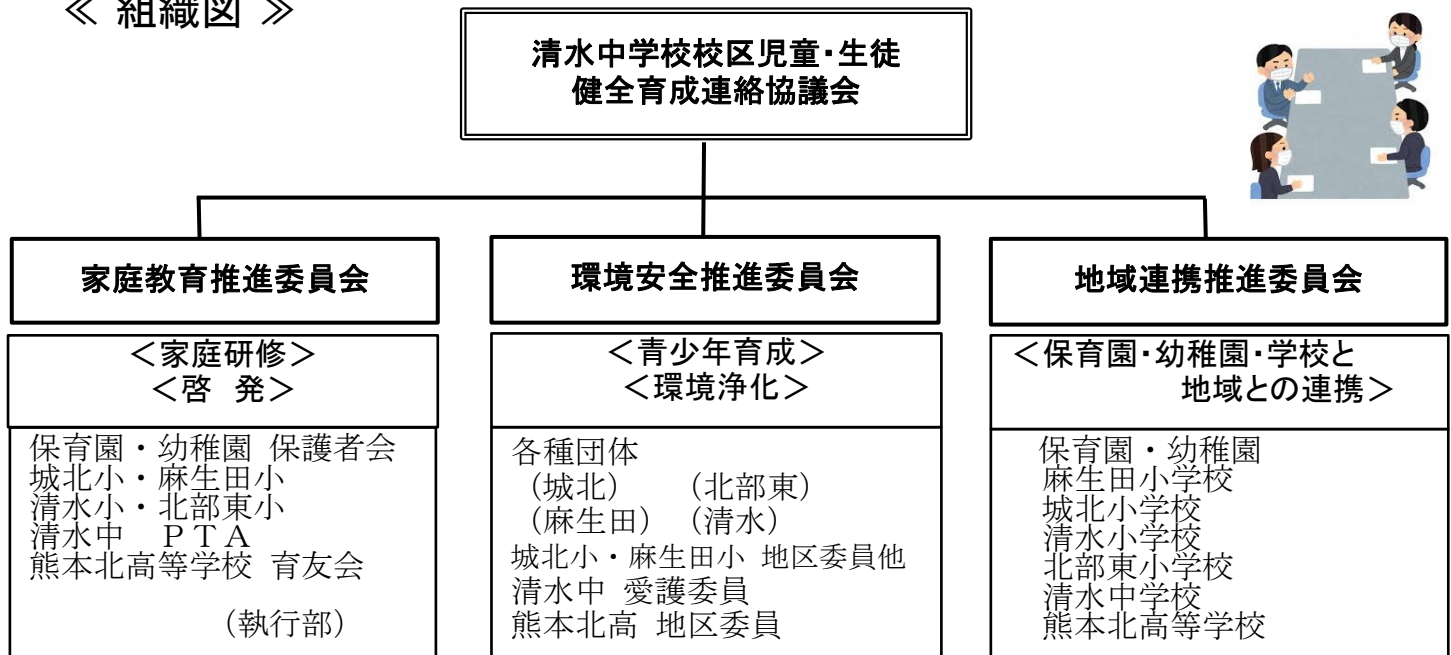 ≪ 組織図 ≫
清水中学校校区児童・生徒
健全育成連絡協議会
家庭教育推進委員会
＜家庭研修＞
＜啓 発＞
保育園・幼稚園 保護者会
城北小・麻生田小
清水小・北部東小
清水中 ＰＴＡ
熊本北高等学校 育友会
（執行部）
環境安全推進委員会
＜青少年育成＞
＜環境浄化＞
各種団体
（城北） （北部東）
（麻生田） （清水）
城北小・麻生田小 地区委員他
清水中 愛護委員
熊本北高 地区委員
地域連携推進委員会
＜保育園・幼稚園・学校と
地域との連携＞
保育園・幼稚園
麻生田小学校
城北小学校
清水小学校
北部東小学校
清水中学校
熊本北高等学校